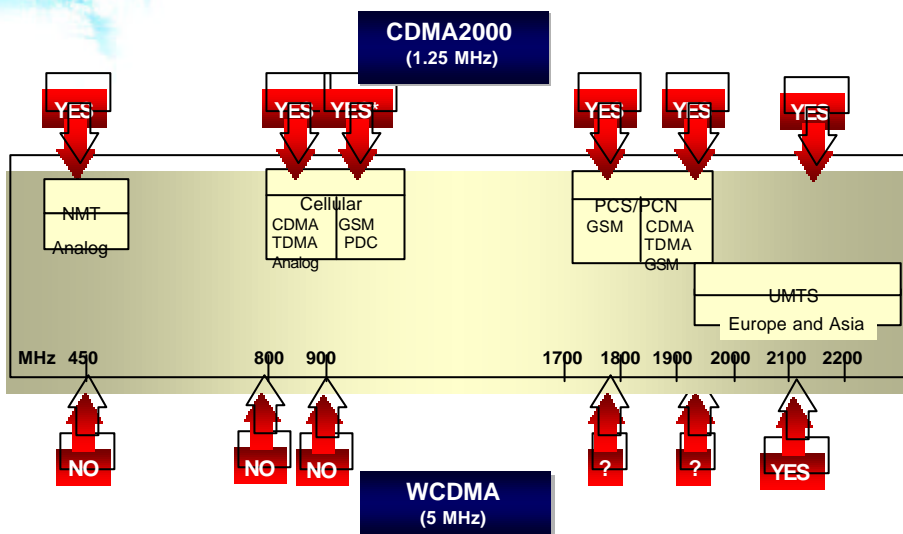 CDMA2000
(1.25 MHz)
YES YES YES* YES YES YES
NMT
Analog
Cellular
CDMA GSM
TDMA PDC
Analog
PCS/PCN
GSM CDMA
TDMA
GSM
UMTS
Europe and Asia
MHz 450 800 900 1700 1800 1900 2000 2100 2200
NO NO NO ? ? YES
WCDMA
(5 MHz)